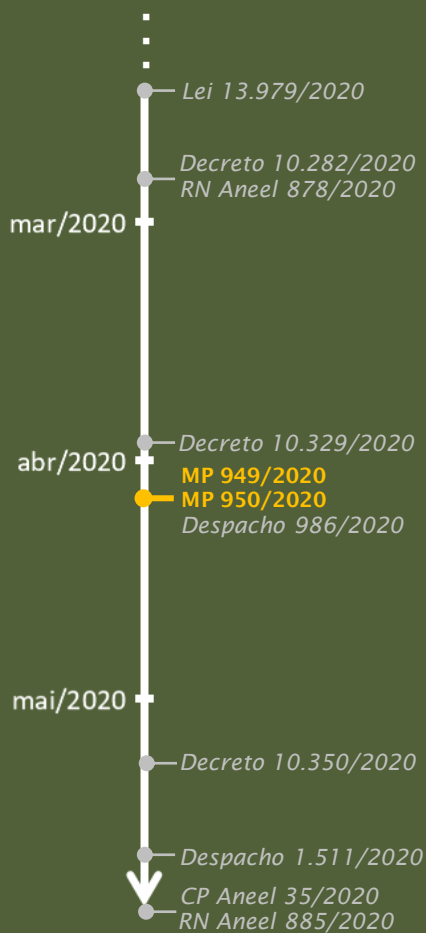 Lei 13.979/2020
Decreto 10.282/2020
RN Aneel 878/2020
mar/2020
Decreto 10.329/2020
abr/2020
MP 949/2020
MP 950/2020
Despacho 986/2020
mai/2020
Decreto 10.350/2020
Despacho 1.511/2020
CP Aneel 35/2020
RN Aneel 885/2020